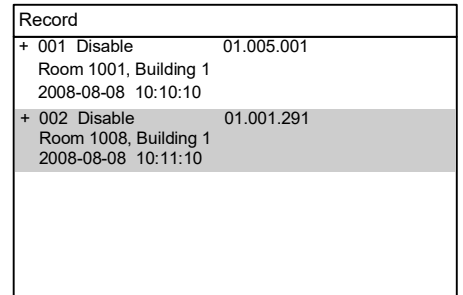 Record
+ 001 Disable 01.005.001
Room 1001, Building 1
2008-08-08 10:10:10
+ 002 Disable 01.001.291
Room 1008, Building 1
2008-08-08 10:11:10